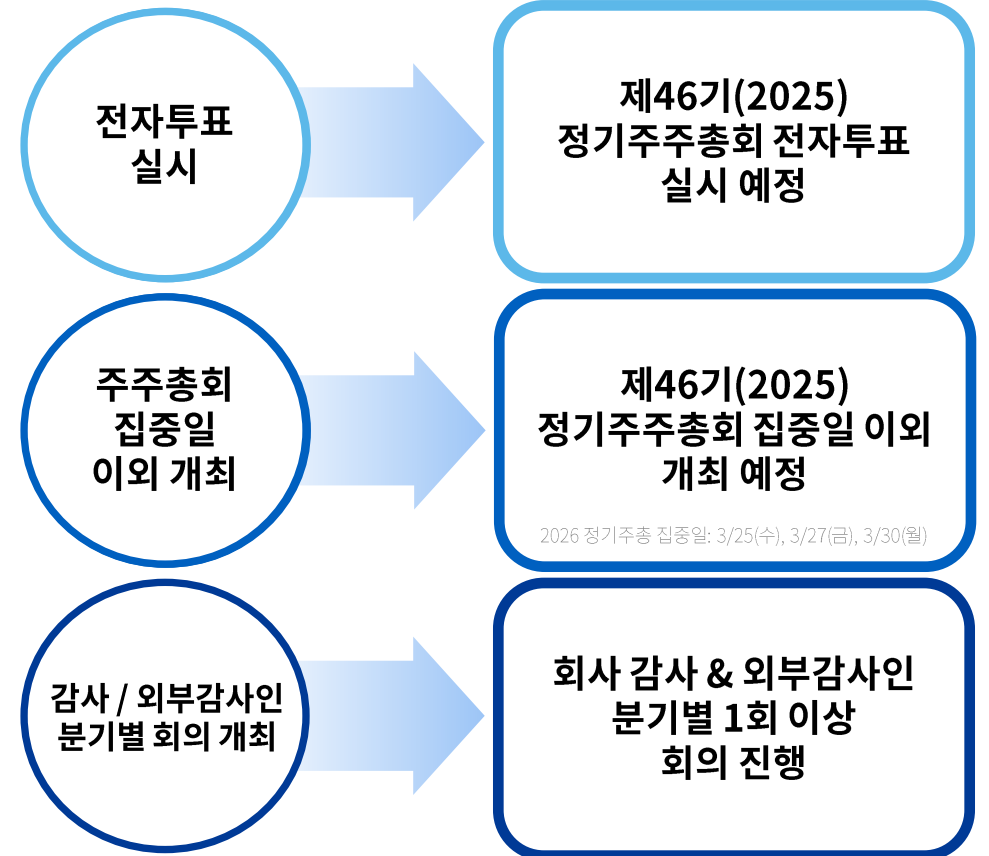 전자투표
실시
제46기(2025)
정기주주총회 전자투표
실시 예정
주주총회
집중일
이외 개최
제46기(2025)
정기주주총회 집중일 이외
개최 예정
2026 정기주총 집중일: 3/25(수), 3/27(금), 3/30(월)
감사 / 외부감사인
분기별 회의 개최
회사 감사 & 외부감사인
분기별 1회 이상
회의 진행